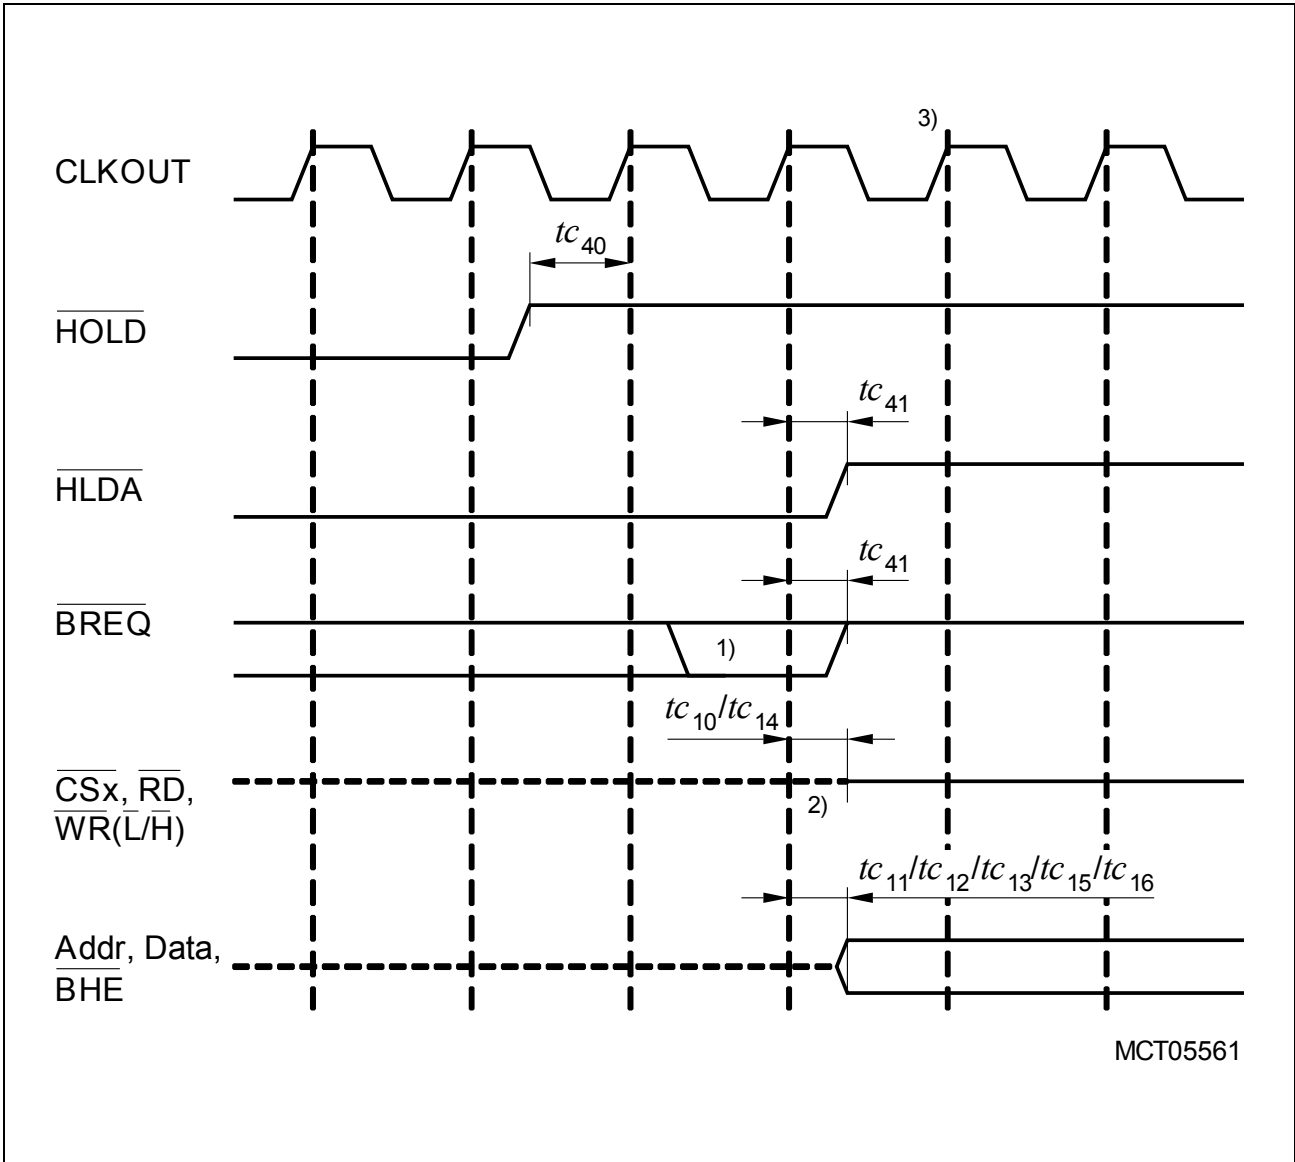 3)
CLKOUT
tc40
HOLD
tc41
HLDA
tc41
BREQ
1)
tc10/tc14
CSx, RD,
WR(L/H)
2)
tc11/tc12/tc13/tc15/tc16
Addr, Data,
BHE
MCT05561